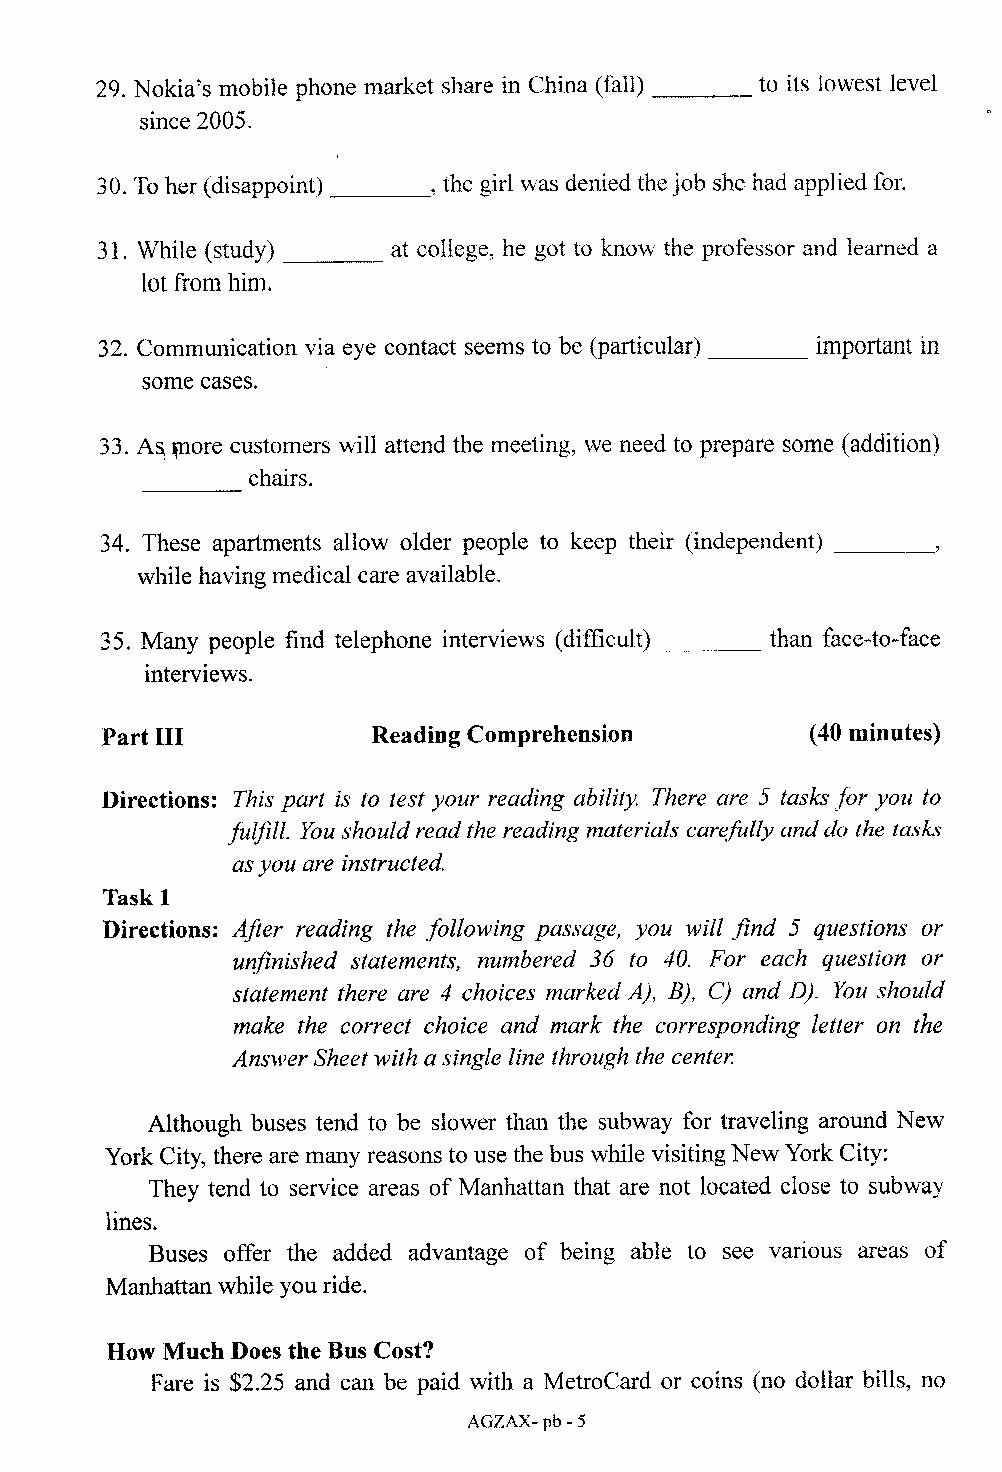 29. Nokia's mobile phone market share in China (fall) ________ to its lowest level
since 2005.
30. To her (disappoint) ________, the girl was denied the job she had applied for.
31. While (study) ________ at college, he got to know the professor and learned a
lot from him.
32. Communication via eye contact seems to be (particular) ________ important in
some cases.
33. As more customers will attend the meeting, we need to prepare some (addition)
________ chairs.
34. These apartments allow older people to keep their (independent) ________,
while having medical care available.
35. Many people find telephone interviews (difficult) ________ than face-to-face
interviews.
Part III Reading Comprehension (40 minutes)
Directions: This part is to test your reading ability. There are 5 tasks for you to
fulfill. You should read the reading materials carefully and do the tasks
as you are instructed.
Task 1
Directions: After reading the following passage, you will find 5 questions or
unfinished statements, numbered 36 to 40. For each question or
statement there are 4 choices marked A), B), C) and D). You should
make the correct choice and mark the corresponding letter on the
Answer Sheet with a single line through the center.
Although buses tend to be slower than the subway for traveling around New
York City, there are many reasons to use the bus while visiting New York City:
They tend to service areas of Manhattan that are not located close to subway
lines.
Buses offer the added advantage of being able to see various areas of
Manhattan while you ride.
How Much Does the Bus Cost?
Fare is $2.25 and can be paid with a MetroCard or coins (no dollar bills, no
AGZAX- pb - 5